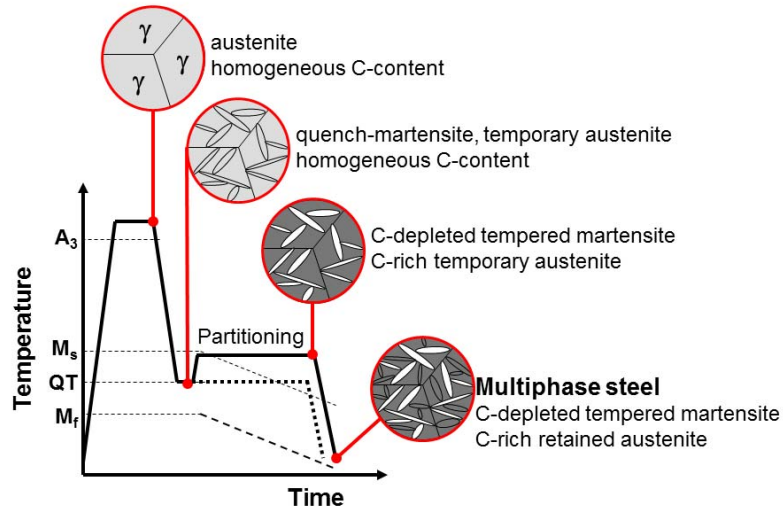 γ
γ
γ
austenite
homogeneous C-content
quench-martensite, temporary austenite
homogeneous C-content
C-depleted tempered martensite
C-rich temporary austenite
Multiphase steel
C-depleted tempered martensite
C-rich retained austenite
Partitioning
Temperature
A₃
Mₛ
QT
M_f
Time